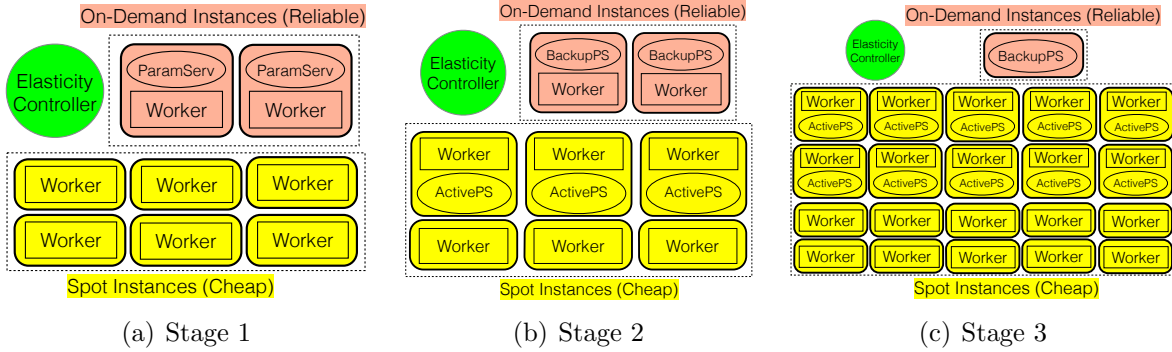 On-Demand Instances (Reliable)
Elasticity
Controller
ParamServ ParamServ
Worker Worker
Worker Worker Worker
Worker Worker Worker
Spot Instances (Cheap)
(a) Stage 1
On-Demand Instances (Reliable)
Elasticity
Controller
BackupPS BackupPS
Worker Worker
Worker Worker Worker
ActivePS ActivePS ActivePS
Worker Worker Worker
Spot Instances (Cheap)
(b) Stage 2
On-Demand Instances (Reliable)
Elasticity
Controller
BackupPS
Worker Worker Worker Worker Worker
ActivePS ActivePS ActivePS ActivePS ActivePS
Worker Worker Worker Worker Worker
ActivePS ActivePS ActivePS ActivePS ActivePS
Worker Worker Worker Worker Worker
Worker Worker Worker Worker Worker
Spot Instances (Cheap)
(c) Stage 3